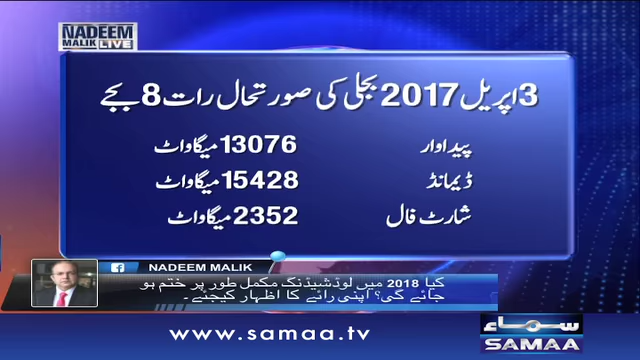 NADEEM
MALIK LIVE
3 اپریل 2017 بجلی کی صورتحال رات 8 بجے
پیداوار 13076 میگاواٹ
ڈیمانڈ 15428 میگاواٹ
شارٹ فال 2352 میگاواٹ
NADEEM MALIK
کیا 2018 میں لوڈشیڈنگ مکمل طور پر ختم ہو
جائے گی؟ اپنی رائے کا اظہار کیجئے۔
www.samaa.tv
سماء
SAMAA